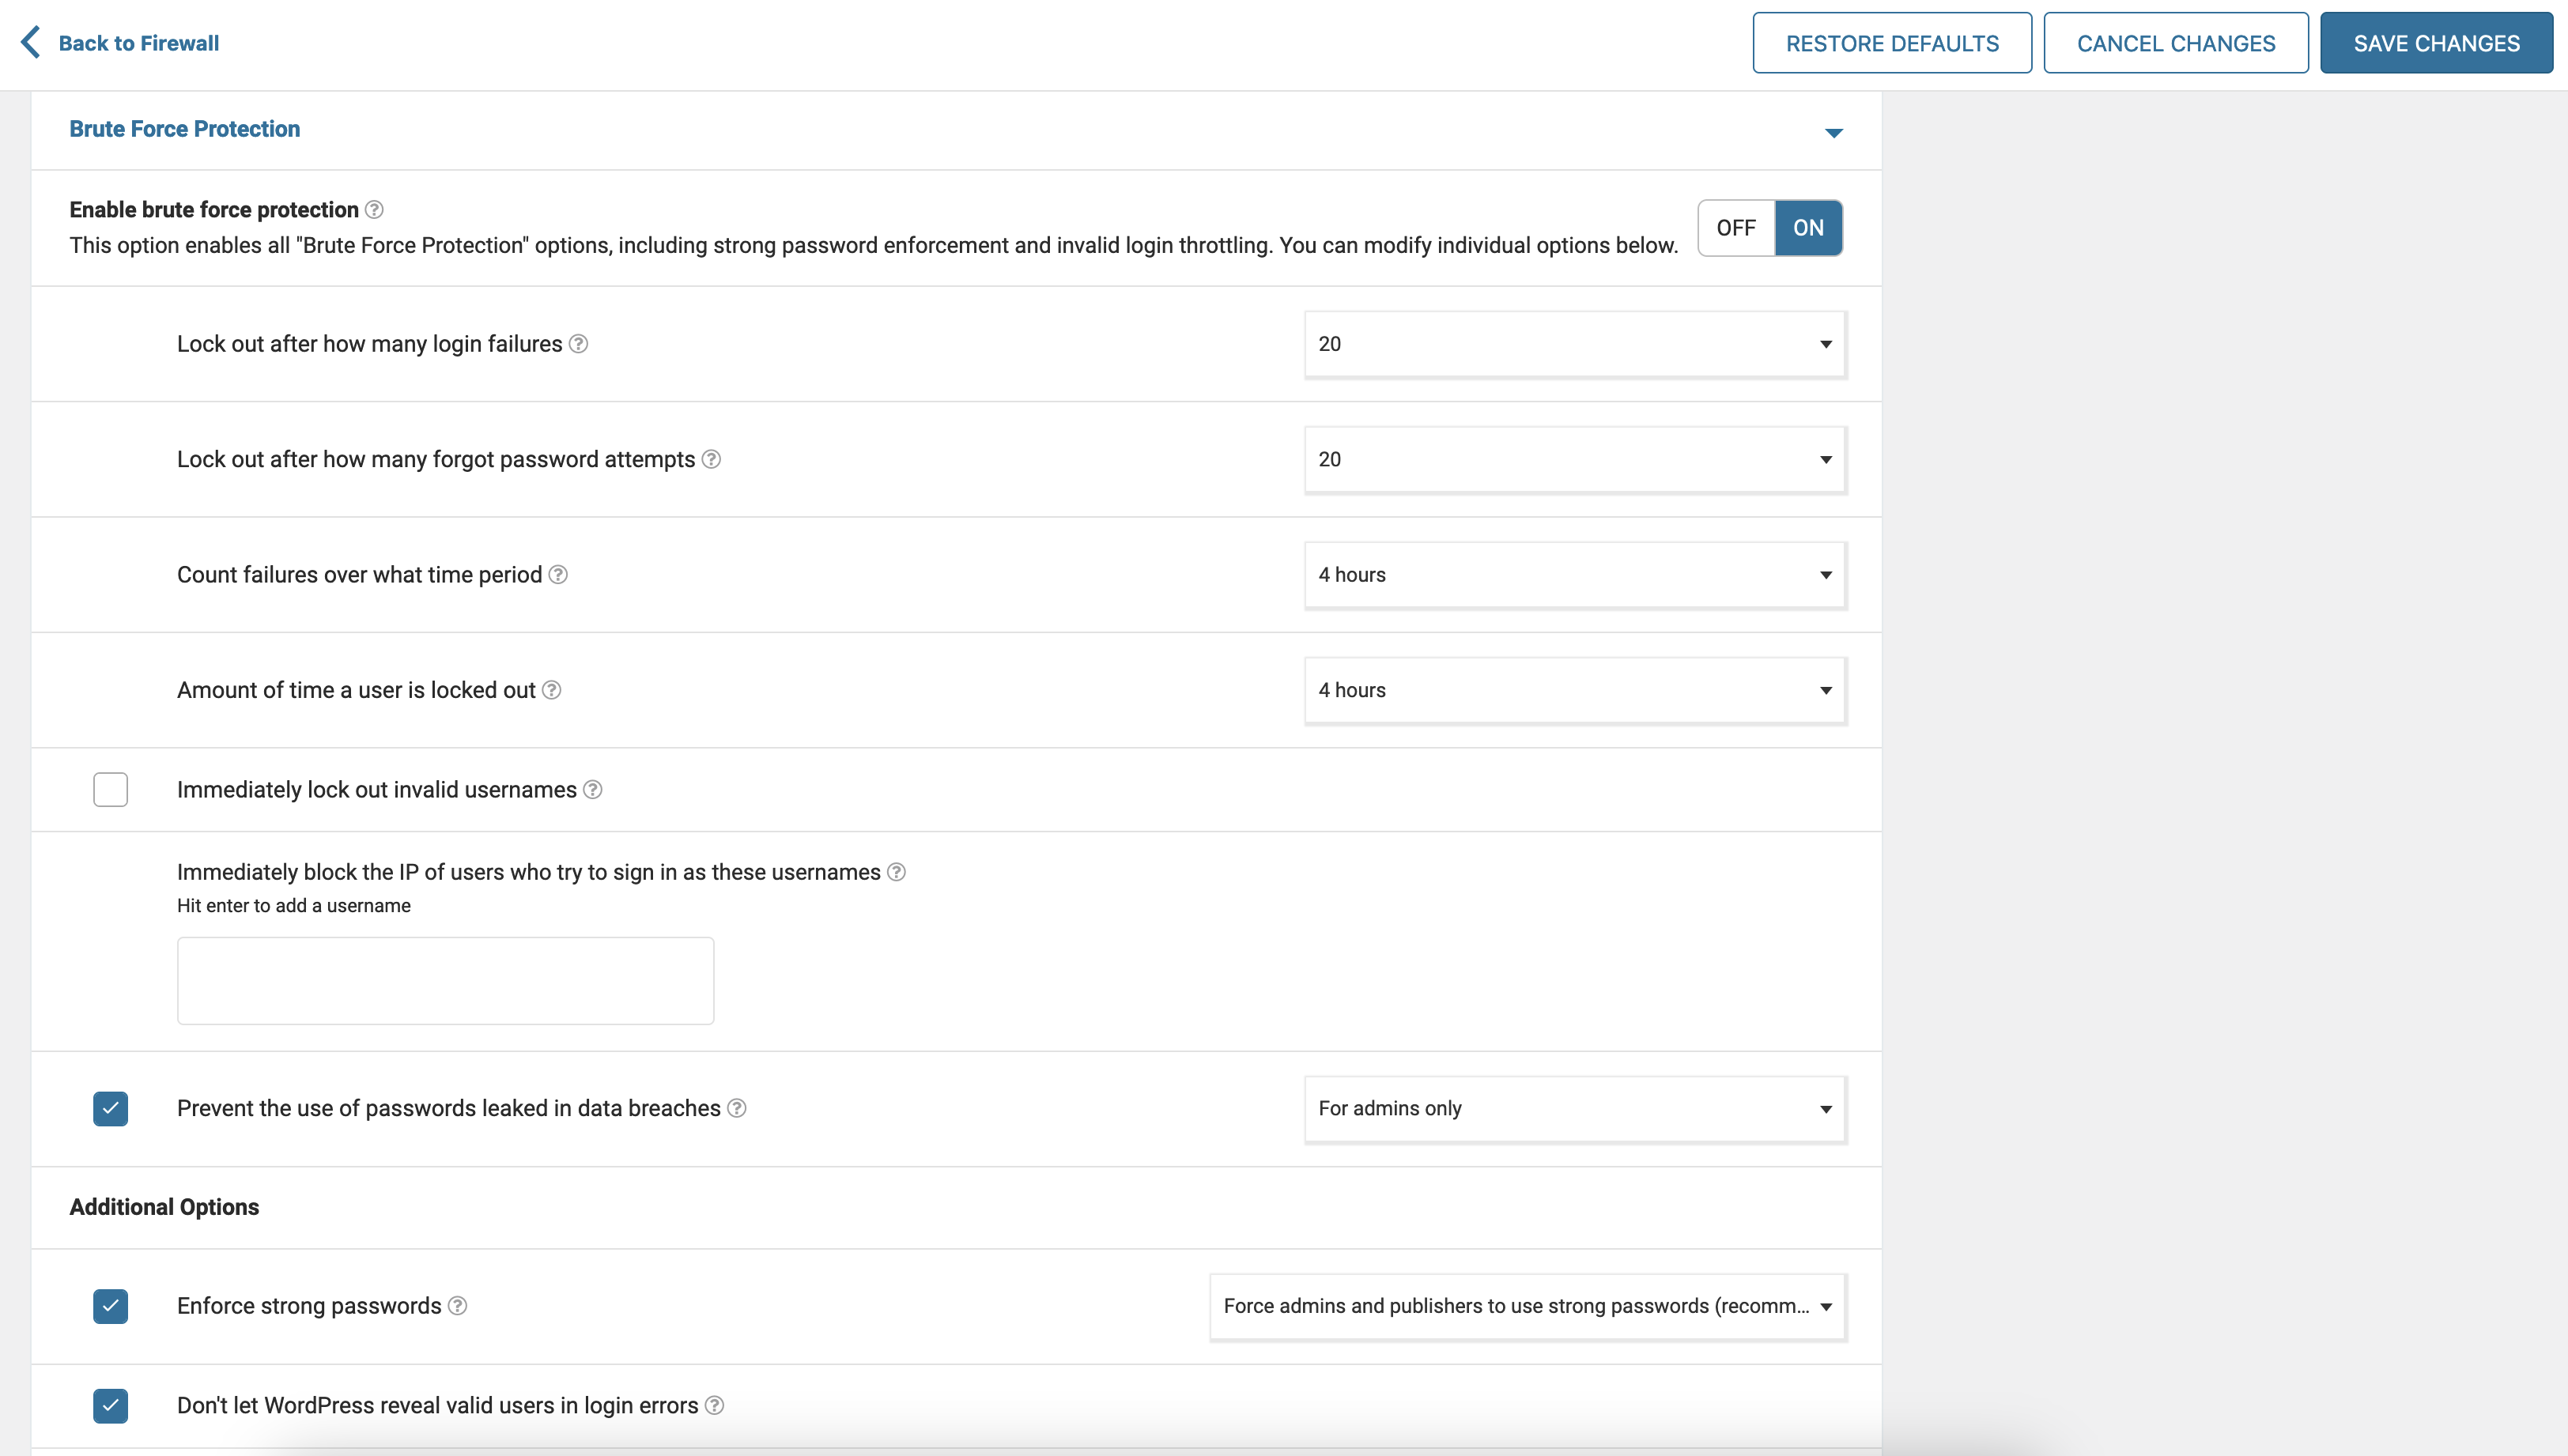 Back to Firewall
RESTORE DEFAULTS
CANCEL CHANGES
SAVE CHANGES
Brute Force Protection
Enable brute force protection
This option enables all "Brute Force Protection" options, including strong password enforcement and invalid login throttling. You can modify individual options below.
OFF
ON
Lock out after how many login failures
20
Lock out after how many forgot password attempts
20
Count failures over what time period
4 hours
Amount of time a user is locked out
4 hours
Immediately lock out invalid usernames
Immediately block the IP of users who try to sign in as these usernames
Hit enter to add a username
Prevent the use of passwords leaked in data breaches
For admins only
Additional Options
Enforce strong passwords
Force admins and publishers to use strong passwords (recomm...
Don't let WordPress reveal valid users in login errors